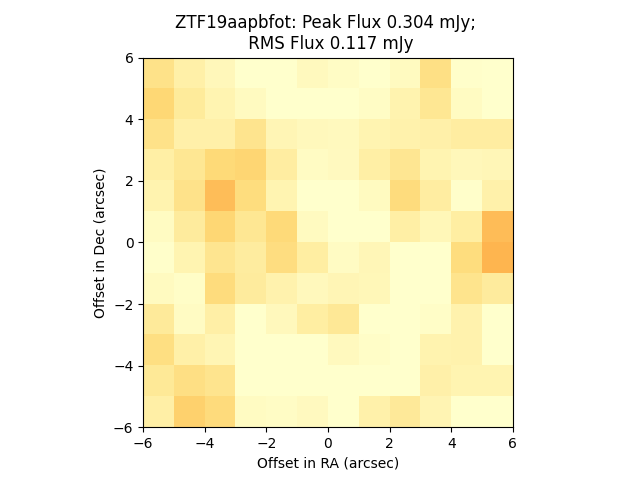 ZTF19aapbfot: Peak Flux 0.304 mJy;
RMS Flux 0.117 mJy
6
4
2
0
−2
−4
−6
Offset in Dec (arcsec)
−6 −4 −2 0 2 4 6
Offset in RA (arcsec)